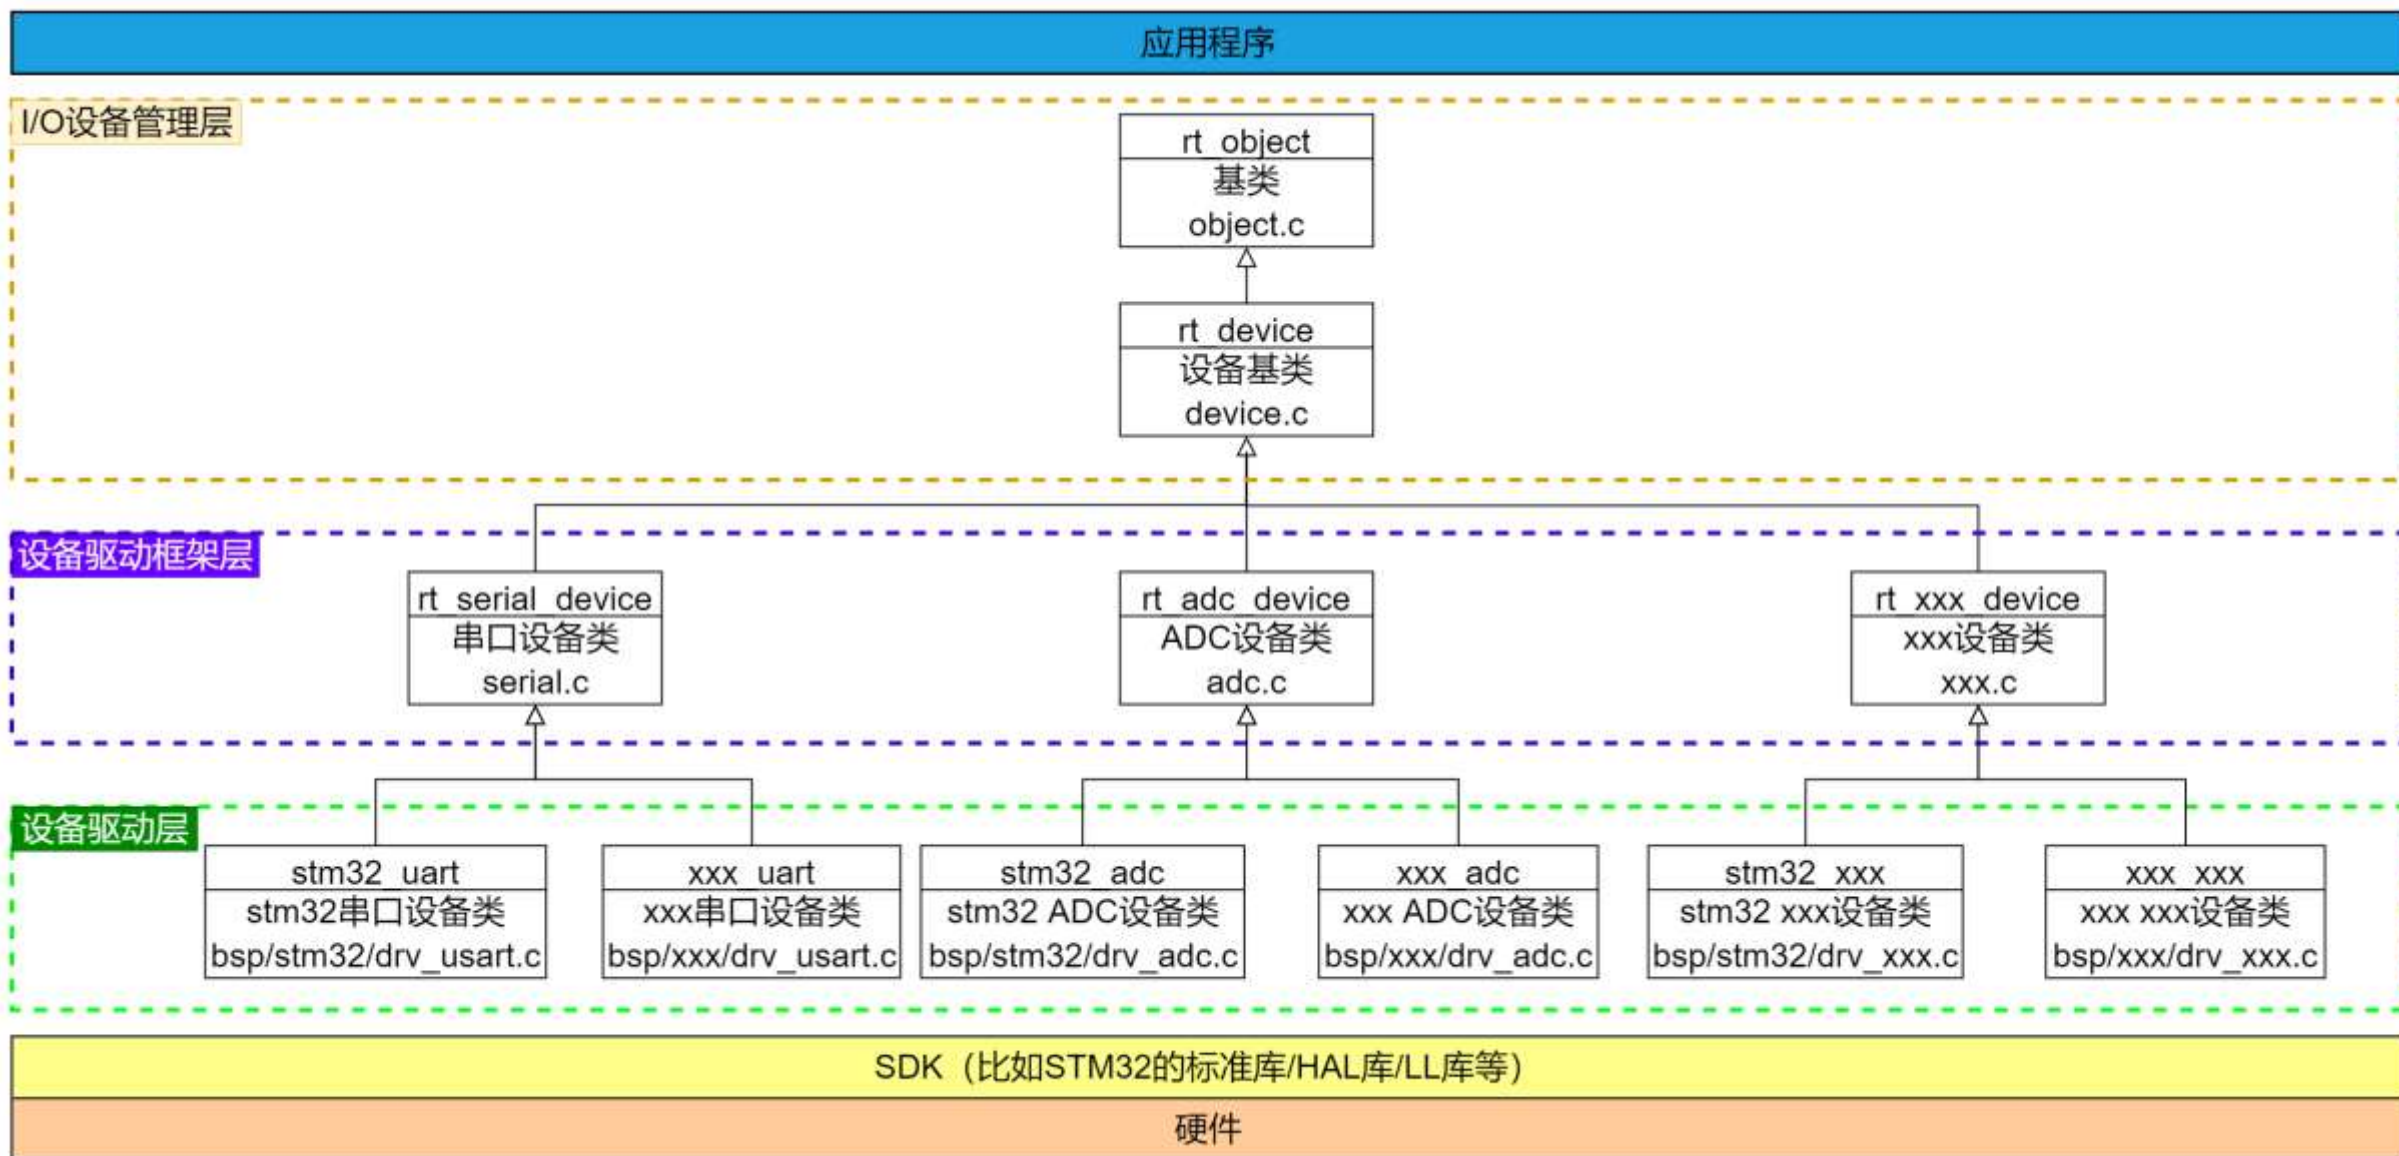 应用程序
I/O设备管理层
rt_object
基类
object.c
rt_device
设备基类
device.c
设备驱动框架层
rt_serial_device
串口设备类
serial.c
rt_adc_device
ADC设备类
adc.c
rt_xxx_device
xxx设备类
xxx.c
设备驱动层
stm32_uart
stm32串口设备类
bsp/stm32/drv_usart.c
xxx_uart
xxx串口设备类
bsp/xxx/drv_usart.c
stm32_adc
stm32 ADC设备类
bsp/stm32/drv_adc.c
xxx_adc
xxx ADC设备类
bsp/xxx/drv_adc.c
stm32_xxx
stm32 xxx设备类
bsp/stm32/drv_xxx.c
xxx_xxx
xxx xxx设备类
bsp/xxx/drv_xxx.c
SDK（比如STM32的标准库/HAL库/LL库等）
硬件